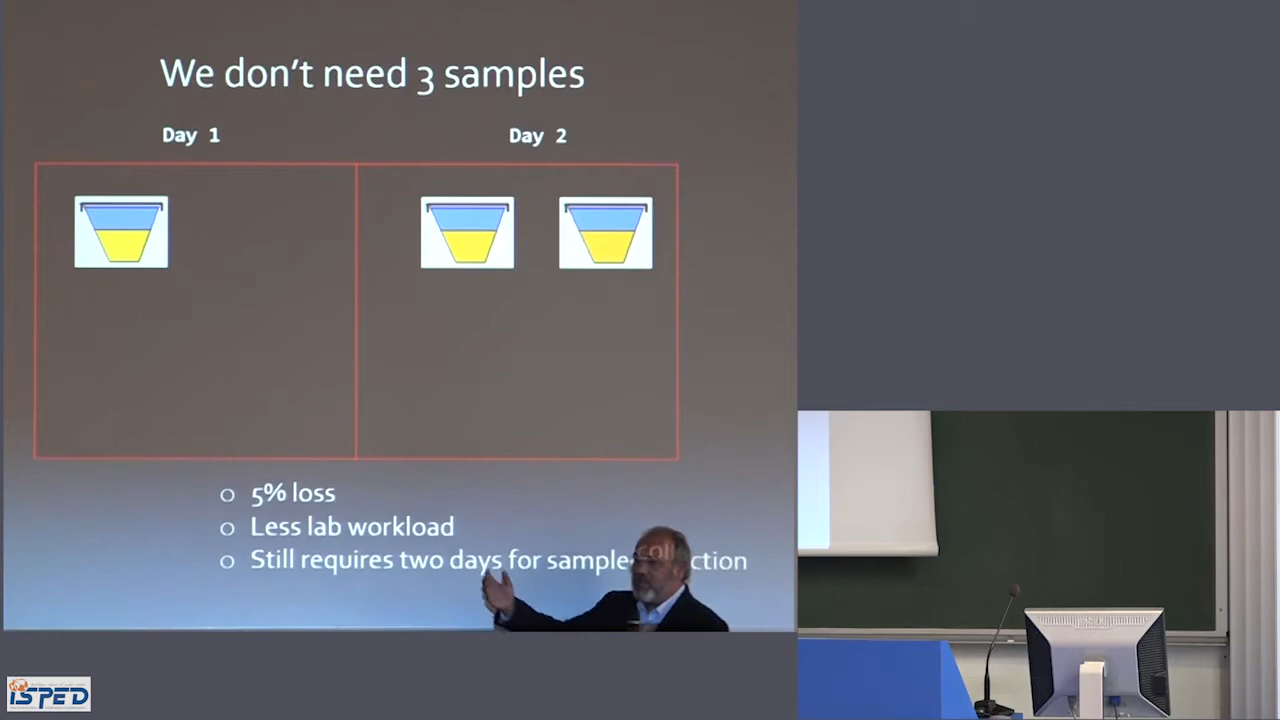 We don't need 3 samples
Day 1
Day 2
5% loss
Less lab workload
Still requires two days for sample collection
ISPED